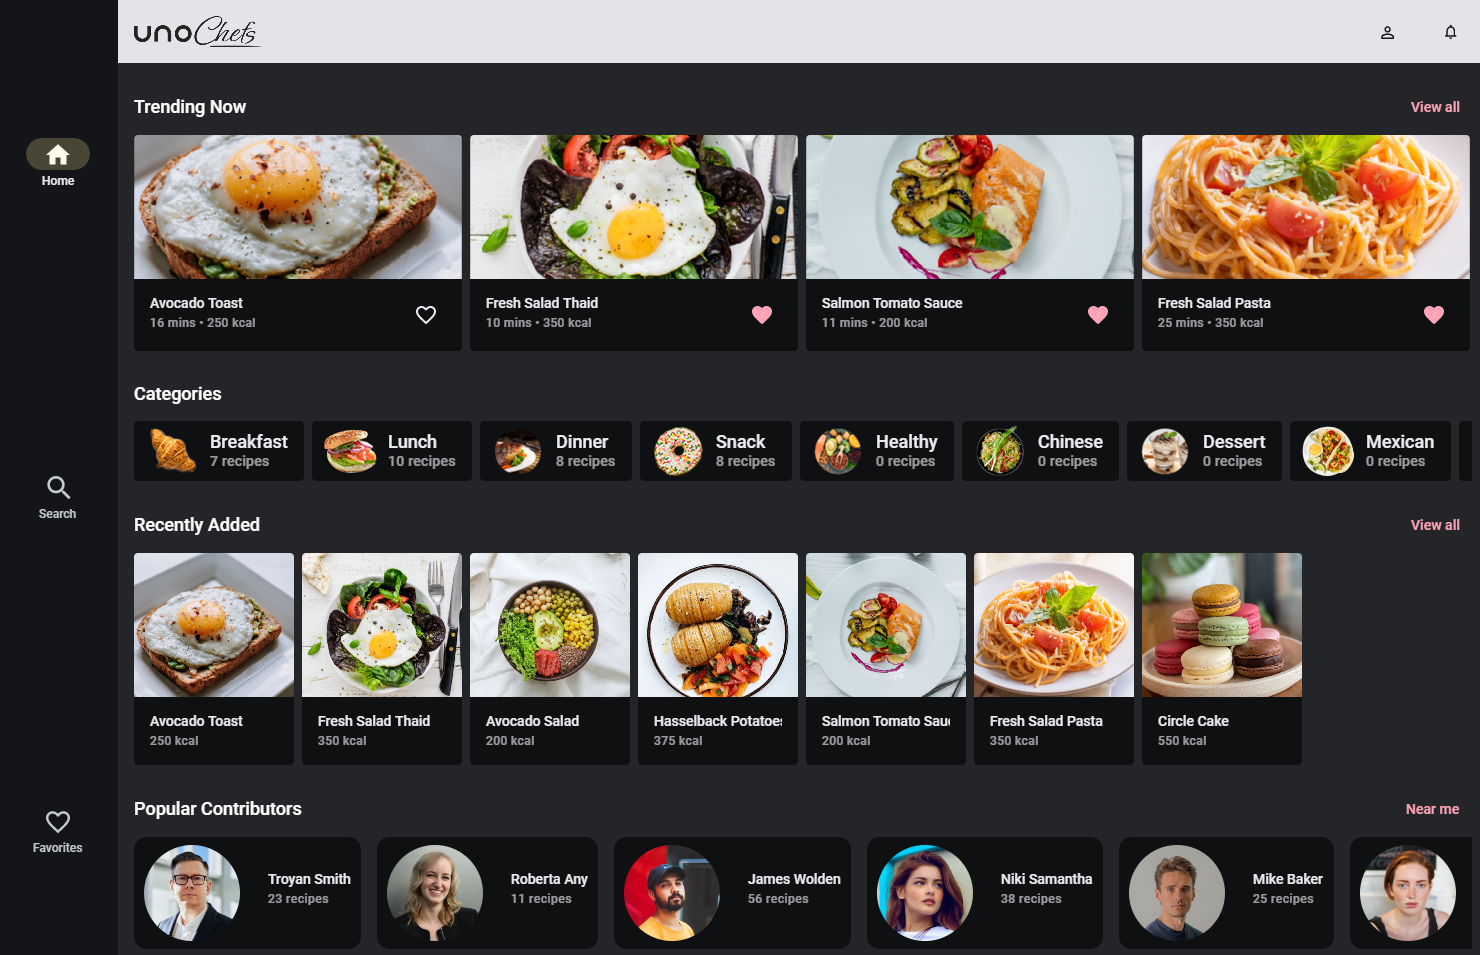 uno Chefs
Home
Search
Favorites
Trending Now
View all
Avocado Toast
16 mins • 250 kcal
Fresh Salad Thaid
10 mins • 350 kcal
Salmon Tomato Sauce
11 mins • 200 kcal
Fresh Salad Pasta
25 mins • 350 kcal
Categories
Breakfast
7 recipes
Lunch
10 recipes
Dinner
8 recipes
Snack
8 recipes
Healthy
0 recipes
Chinese
0 recipes
Dessert
0 recipes
Mexican
0 recipes
Recently Added
View all
Avocado Toast
250 kcal
Fresh Salad Thaid
350 kcal
Avocado Salad
200 kcal
Hasselback Potatoes
375 kcal
Salmon Tomato Sau
200 kcal
Fresh Salad Pasta
350 kcal
Circle Cake
550 kcal
Popular Contributors
Near me
Troyan Smith
23 recipes
Roberta Any
11 recipes
James Wolden
56 recipes
Niki Samantha
38 recipes
Mike Baker
25 recipes